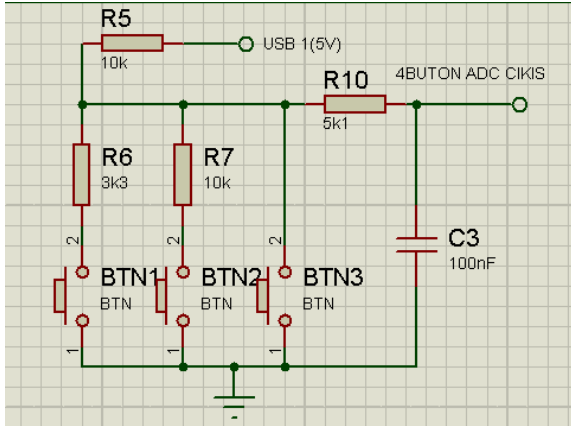 R5
10k
USB 1(5V)
R10
5k1
4BUTON ADC CIKIS
R6
3k3
R7
10k
2
2
2
BTN1
BTN
BTN2
BTN
BTN3
BTN
C3
100nF
1
1
1